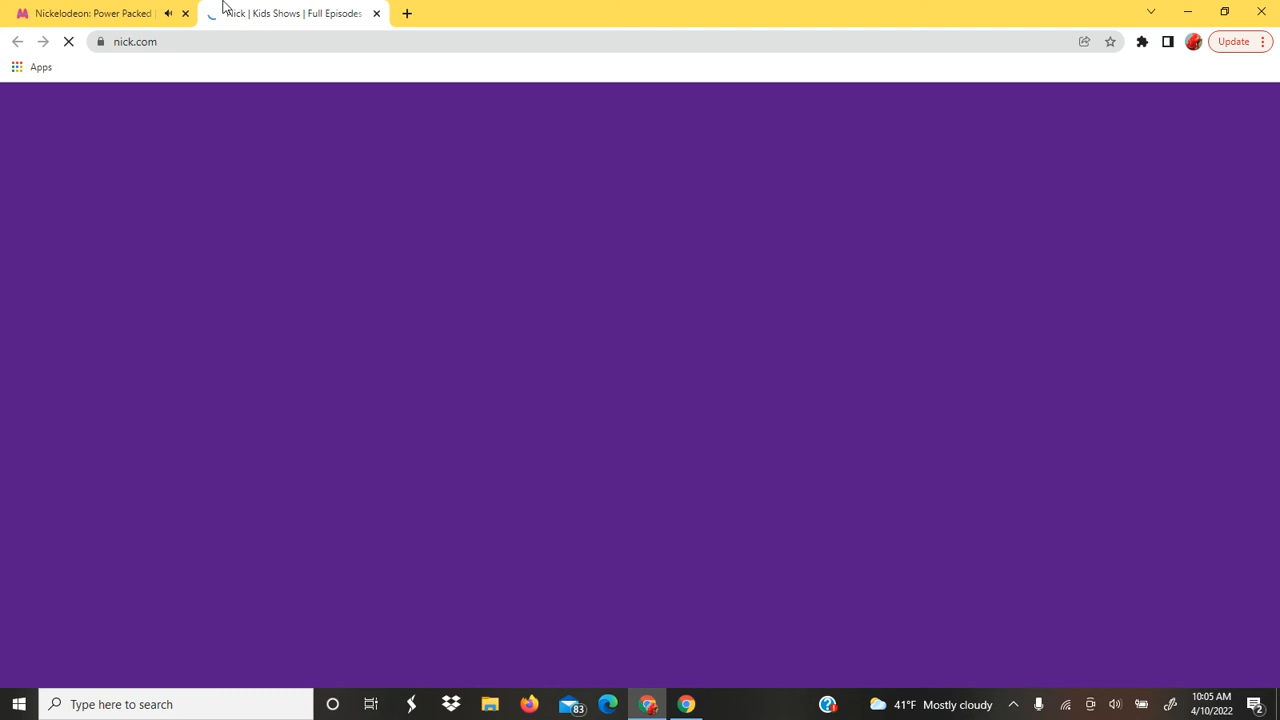 Nickelodeon: Power Packed
Nick | Kids Shows | Full Episodes
nick.com
Update
Apps
Type here to search
83
41°F Mostly cloudy
10:05 AM
4/10/2022
2